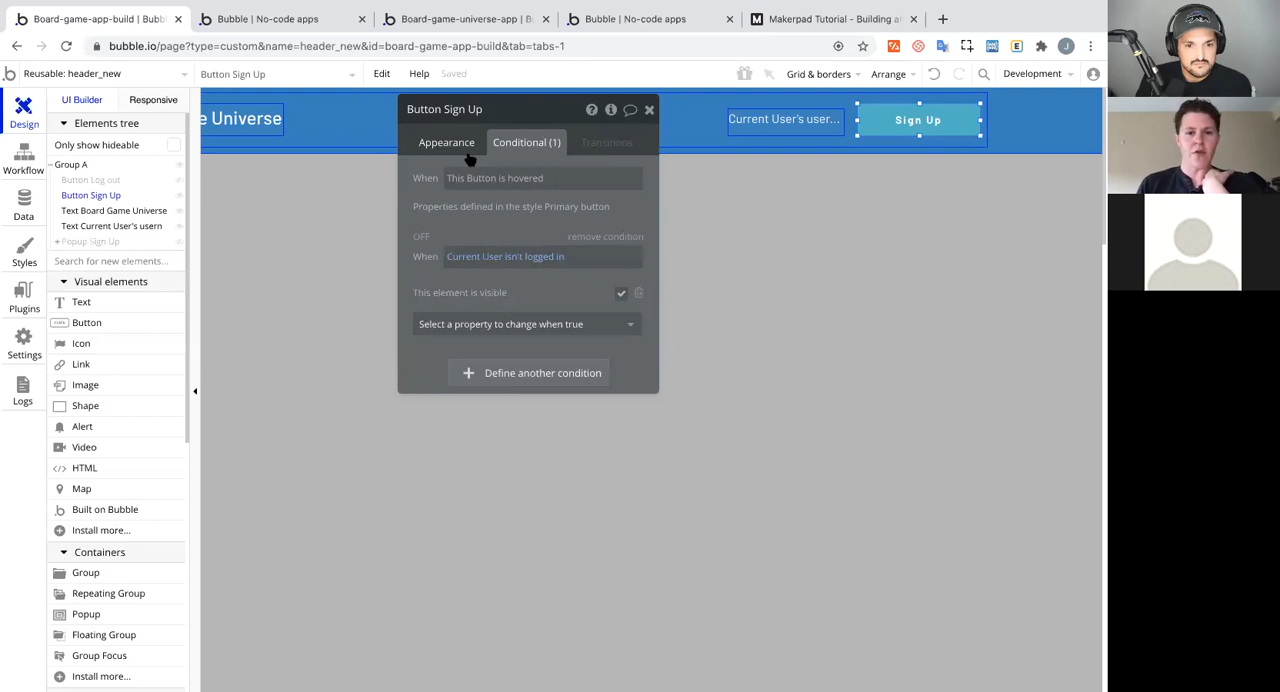 Board-game-app-build | Bubb
Bubble | No-code apps
Board-game-universe-app | B
Bubble | No-code apps
Makerpad Tutorial - Building a
bubble.io/page?type=custom&name=header_new&id=board-game-app-build&tab=tabs-1
Reusable: header_new
Button Sign Up
Edit
Help
Saved
Grid & borders
Arrange
Development
Design
Workflow
Data
Styles
Plugins
Settings
Logs
UI Builder
Responsive
Elements tree
Only show hideable
Group A
Button Log out
Button Sign Up
Text Board Game Universe
Text Current User's usern
Popup Sign Up
Search for new elements...
Visual elements
Text
Button
Icon
Link
Image
Shape
Alert
Video
HTML
Map
Built on Bubble
Install more...
Containers
Group
Repeating Group
Popup
Floating Group
Group Focus
Install more...
e Universe
Current User's user...
Sign Up
Button Sign Up
Appearance
Conditional (1)
Transitions
When This Button is hovered
Properties defined in the style Primary button
OFF remove condition
When Current User isn't logged in
This element is visible
Select a property to change when true
Define another condition